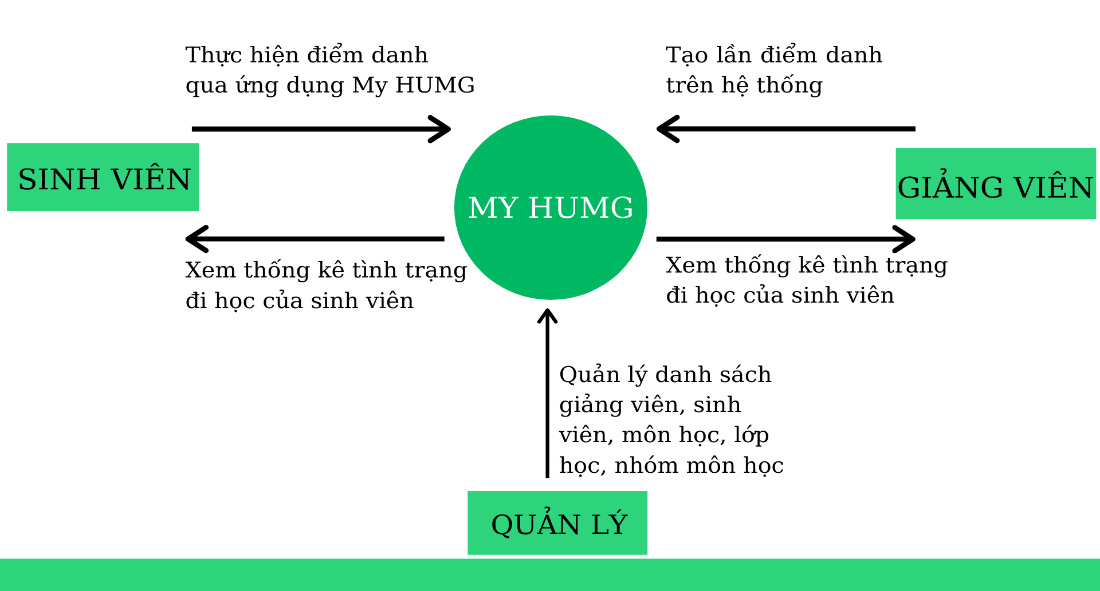 Thực hiện điểm danh
qua ứng dụng My HUMG
Tạo lần điểm danh
trên hệ thống
SINH VIÊN
MY HUMG
GIẢNG VIÊN
Xem thống kê tình trạng
đi học của sinh viên
Xem thống kê tình trạng
đi học của sinh viên
Quản lý danh sách
giảng viên, sinh
viên, môn học, lớp
học, nhóm môn học
QUẢN LÝ